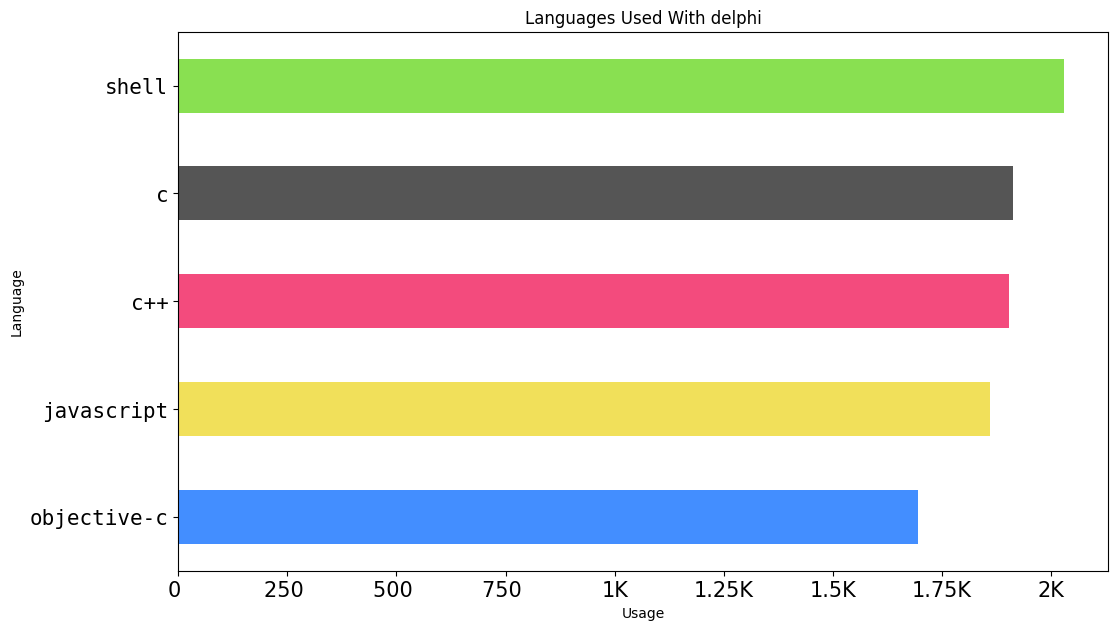 Languages Used With delphi
shell
c
c++
javascript
objective-c
Language
0 250 500 750 1K 1.25K 1.5K 1.75K 2K
Usage